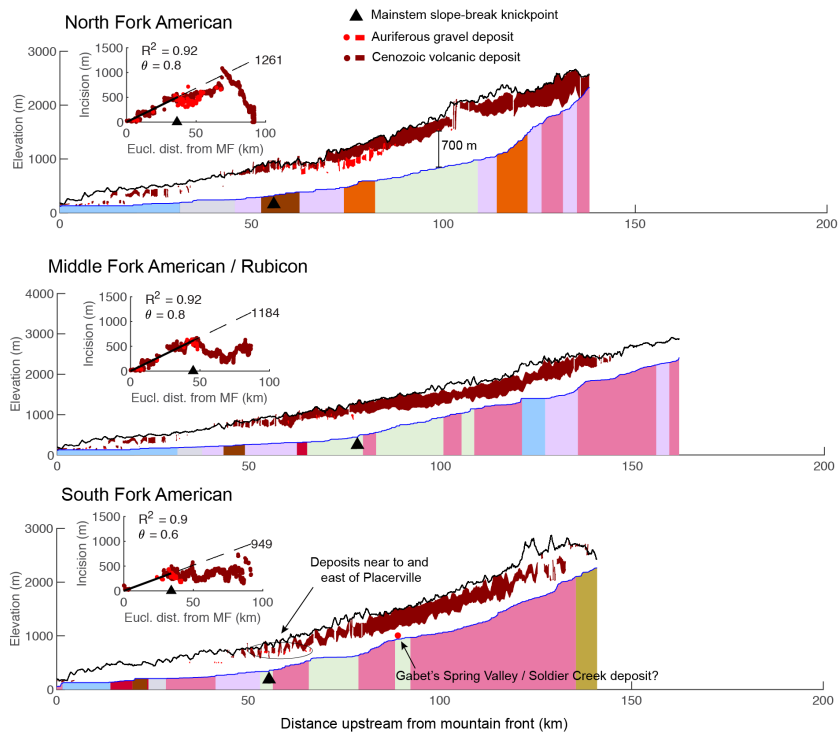 North Fork American
Mainstem slope-break knickpoint
Auriferous gravel deposit
Cenozoic volcanic deposit
Elevation (m)
3000
2000
1000
0
Incision (m)
1500
1000
500
0
R2 = 0.92
θ = 0.8
1261
0
50
100
Eucl. dist. from MF (km)
700 m
0
50
100
150
200
Middle Fork American / Rubicon
Elevation (m)
4000
3000
2000
1000
0
Incision (m)
1500
1000
500
0
R2 = 0.92
θ = 0.8
1184
0
50
100
Eucl. dist. from MF (km)
0
50
100
150
200
South Fork American
Elevation (m)
3000
2000
1000
0
Incision (m)
1500
1000
500
0
R2 = 0.9
θ = 0.6
949
0
50
100
Eucl. dist. from MF (km)
Deposits near to and
east of Placerville
Gabet's Spring Valley / Soldier Creek deposit?
0
50
100
150
200
Distance upstream from mountain front (km)